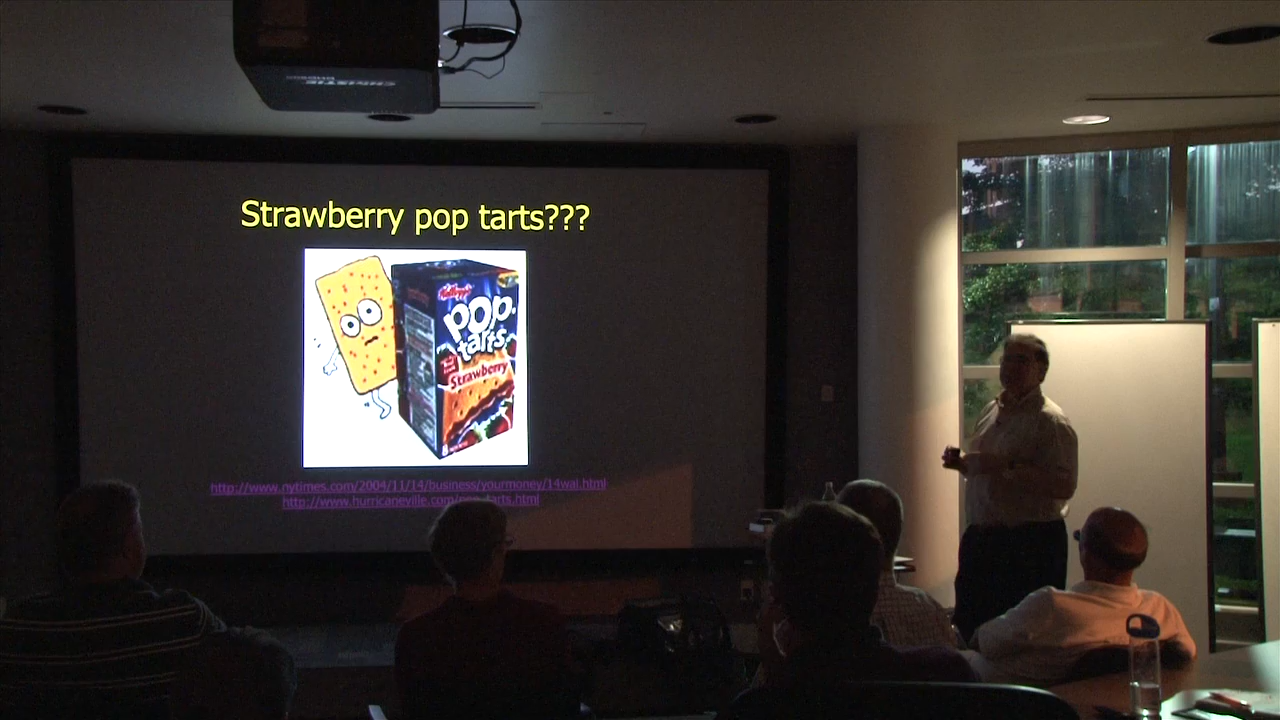 CHRISTIE
Strawberry pop tarts???
Kellogg's
pop.
tarts
Strawberry
http://www.nytimes.com/2004/11/14/business/yourmoney/14wal.html
http://www.hurricaneville.com/pop_tarts.html